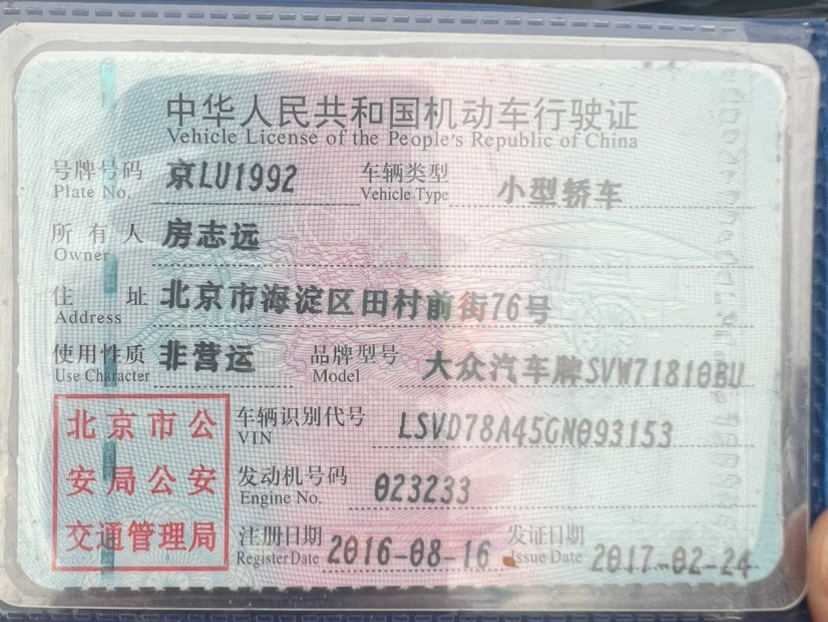 中华人民共和国机动车行驶证
Vehicle License of the People's Republic of China
号牌号码 京LU1992 车辆类型 小型轿车
Plate No. Vehicle Type
所有人 房志远
Owner
住址 北京市海淀区田村前街76号
Address
使用性质 非营运 品牌型号 大众汽车牌SVW71810BU
Use Character Model
北京市公
安局公安
交通管理局
车辆识别代号 LSVD78A45GN093153
VIN
发动机号码 023233
Engine No.
注册日期 2016-08-16 发证日期 2017-02-24
Register Date Issue Date